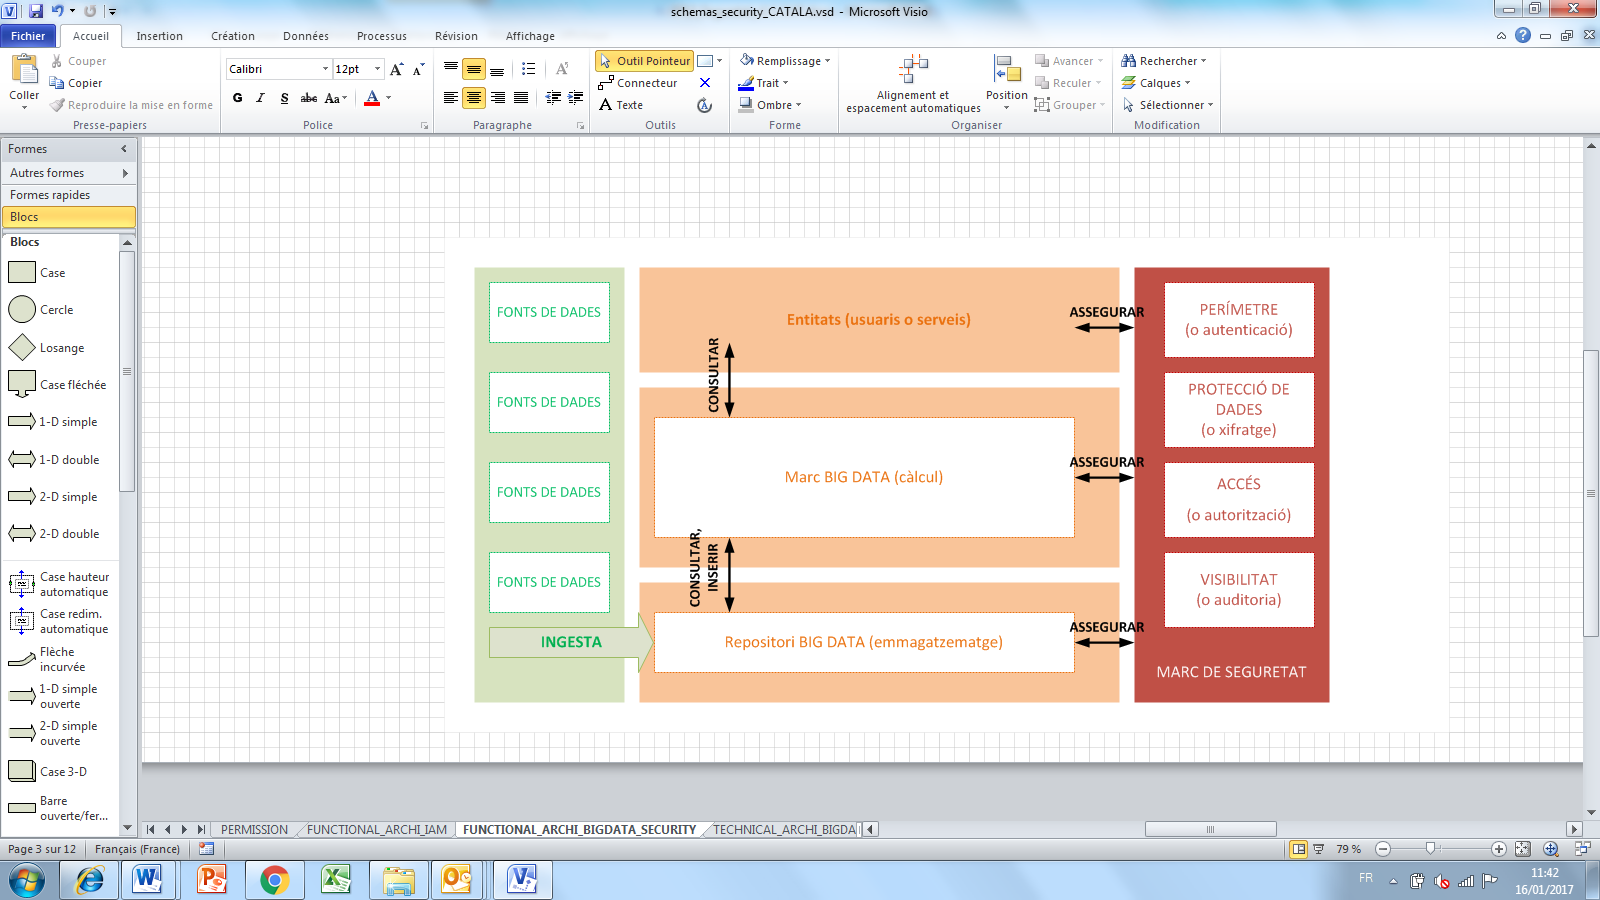 schemas_security_CATALA.vsd - Microsoft Visio
Fichier
Accueil
Insertion
Création
Données
Processus
Révision
Affichage
Coller
Couper
Copier
Reproduire la mise en forme
Presse-papiers
Calibri
12pt
G I S abc Aa A
Police
Paragraphe
Outil Pointeur
Connecteur
A Texte
Outils
Remplissage
Trait
Ombre
Forme
Alignement et
espacement automatiques
Position
Avancer
Reculer
Grouper
Organiser
Rechercher
Calques
Sélectionner
Modification
Formes
Autres formes
Formes rapides
Blocs
Blocs
Case
Cercle
Losange
Case fléchée
1-D simple
1-D double
2-D simple
2-D double
Case hauteur
automatique
Case redim.
automatique
Flèche
incurvée
1-D simple
ouverte
2-D simple
ouverte
Case 3-D
Barre
ouverte/fer...
FONTS DE DADES
FONTS DE DADES
FONTS DE DADES
FONTS DE DADES
INGESTA
Entitats (usuaris o serveis)
CONSULTAR
Marc BIG DATA (càlcul)
CONSULTAR,
INSERIR
Repositori BIG DATA (emmagatzematge)
ASSEGURAR
ASSEGURAR
ASSEGURAR
PERÍMETRE
(o autenticació)
PROTECCIÓ DE
DADES
(o xifratge)
ACCÉS
(o autorització)
VISIBILITAT
(o auditoria)
MARC DE SEGURETAT
PERMISSION
FUNCTIONAL_ARCHI_IAM
FUNCTIONAL_ARCHI_BIGDATA_SECURITY
TECHNICAL_ARCHI_BIGDA
Page 3 sur 12
Français (France)
79 %
FR
11:42
16/01/2017